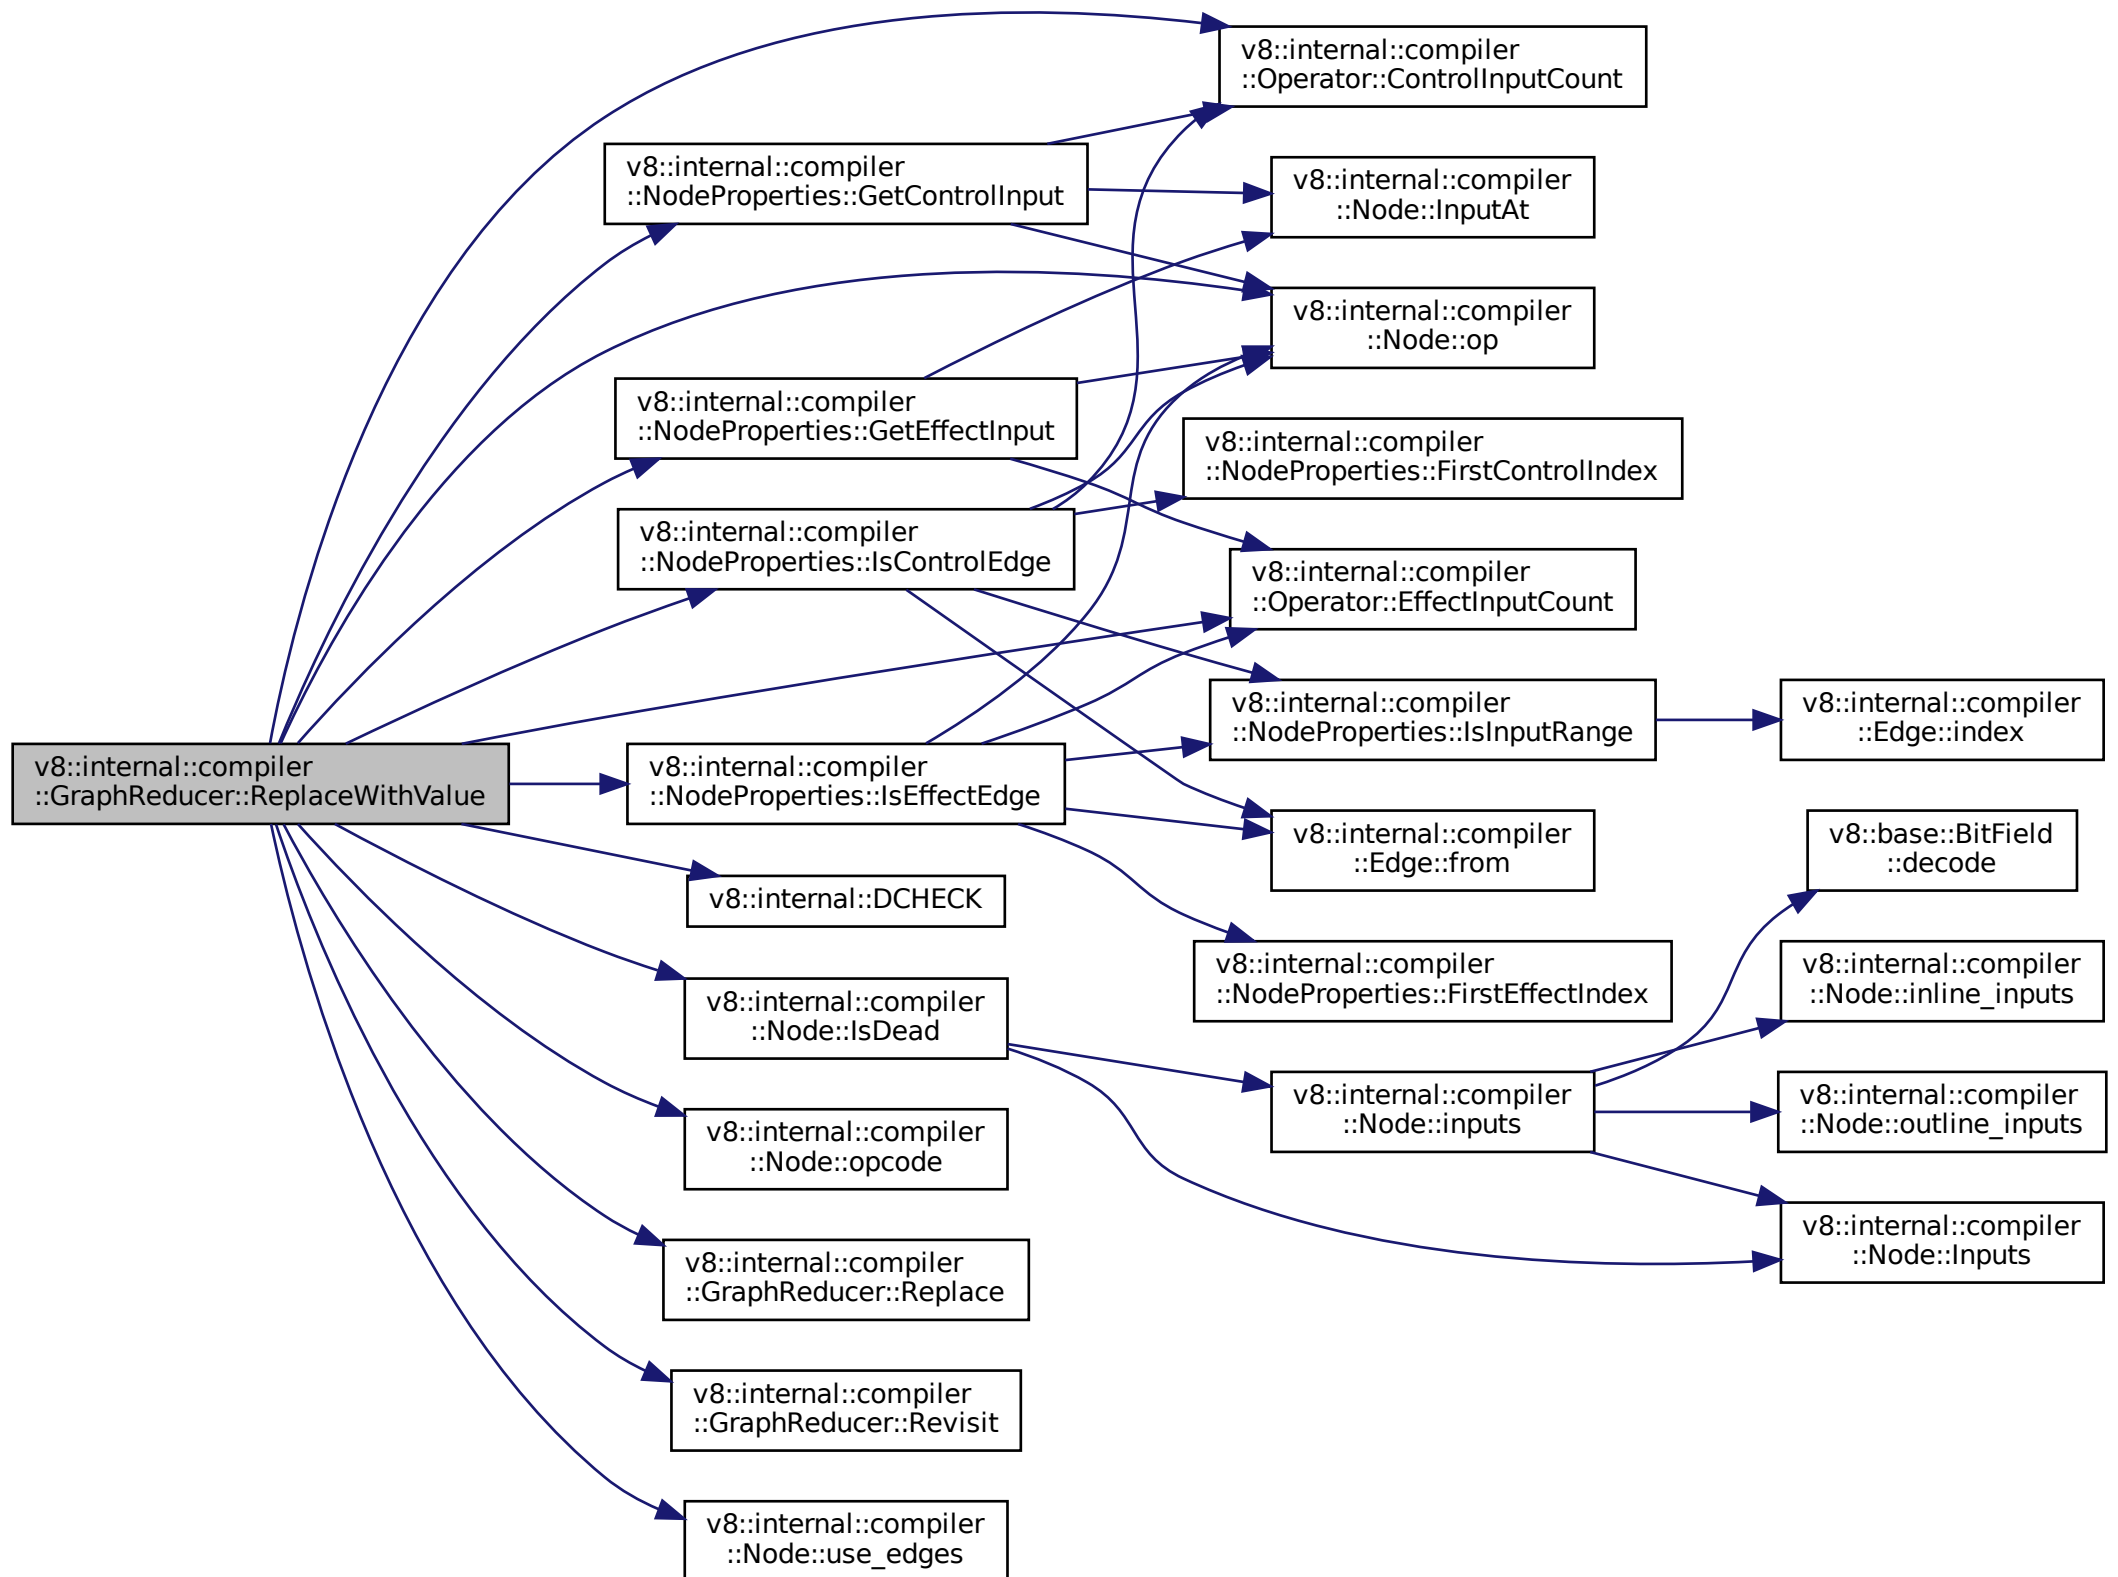 v8::internal::compiler
::GraphReducer::ReplaceWithValue
v8::internal::compiler
::Operator::ControlInputCount
v8::internal::compiler
::NodeProperties::GetControlInput
v8::internal::compiler
::Node::InputAt
v8::internal::compiler
::Node::op
v8::internal::compiler
::NodeProperties::GetEffectInput
v8::internal::compiler
::NodeProperties::FirstControlIndex
v8::internal::compiler
::NodeProperties::IsControlEdge
v8::internal::compiler
::Operator::EffectInputCount
v8::internal::compiler
::NodeProperties::IsInputRange
v8::internal::compiler
::Edge::index
v8::internal::compiler
::NodeProperties::IsEffectEdge
v8::internal::compiler
::Edge::from
v8::base::BitField
::decode
v8::internal::DCHECK
v8::internal::compiler
::NodeProperties::FirstEffectIndex
v8::internal::compiler
::Node::inline_inputs
v8::internal::compiler
::Node::IsDead
v8::internal::compiler
::Node::inputs
v8::internal::compiler
::Node::outline_inputs
v8::internal::compiler
::Node::opcode
v8::internal::compiler
::Node::Inputs
v8::internal::compiler
::GraphReducer::Replace
v8::internal::compiler
::GraphReducer::Revisit
v8::internal::compiler
::Node::use_edges